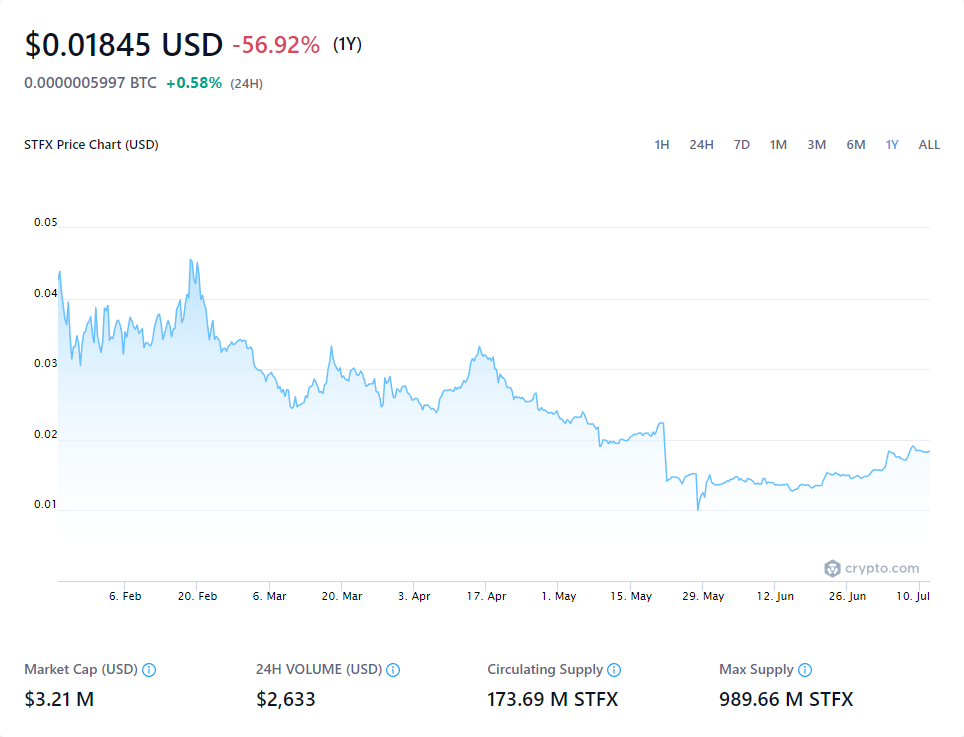 $0.01845 USD -56.92% (1Y)
0.0000005997 BTC +0.58% (24H)
STFX Price Chart (USD) 1H 24H 7D 1M 3M 6M 1Y ALL
0.05
0.04
0.03
0.02
0.01
crypto.com
6. Feb 20. Feb 6. Mar 20. Mar 3. Apr 17. Apr 1. May 15. May 29. May 12. Jun 26. Jun 10. Jul
Market Cap (USD) 24H VOLUME (USD) Circulating Supply Max Supply
$3.21 M $2,633 173.69 M STFX 989.66 M STFX